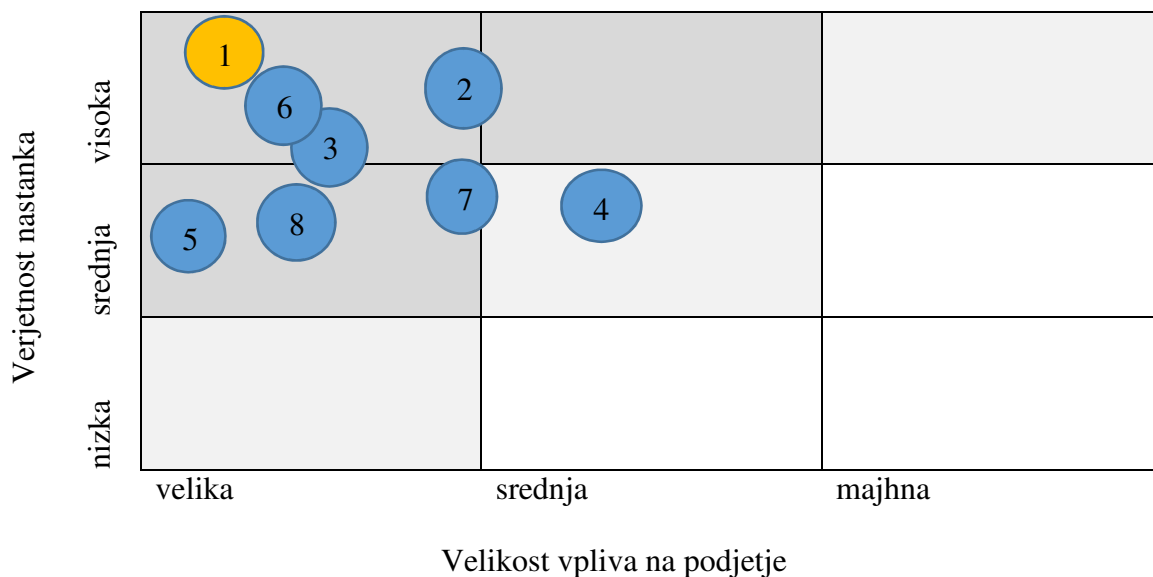 Verjetnost nastanka
visoka
srednja
nizka
1
2
6
3
7
4
8
5
velika
srednja
majhna
Velikost vpliva na podjetje